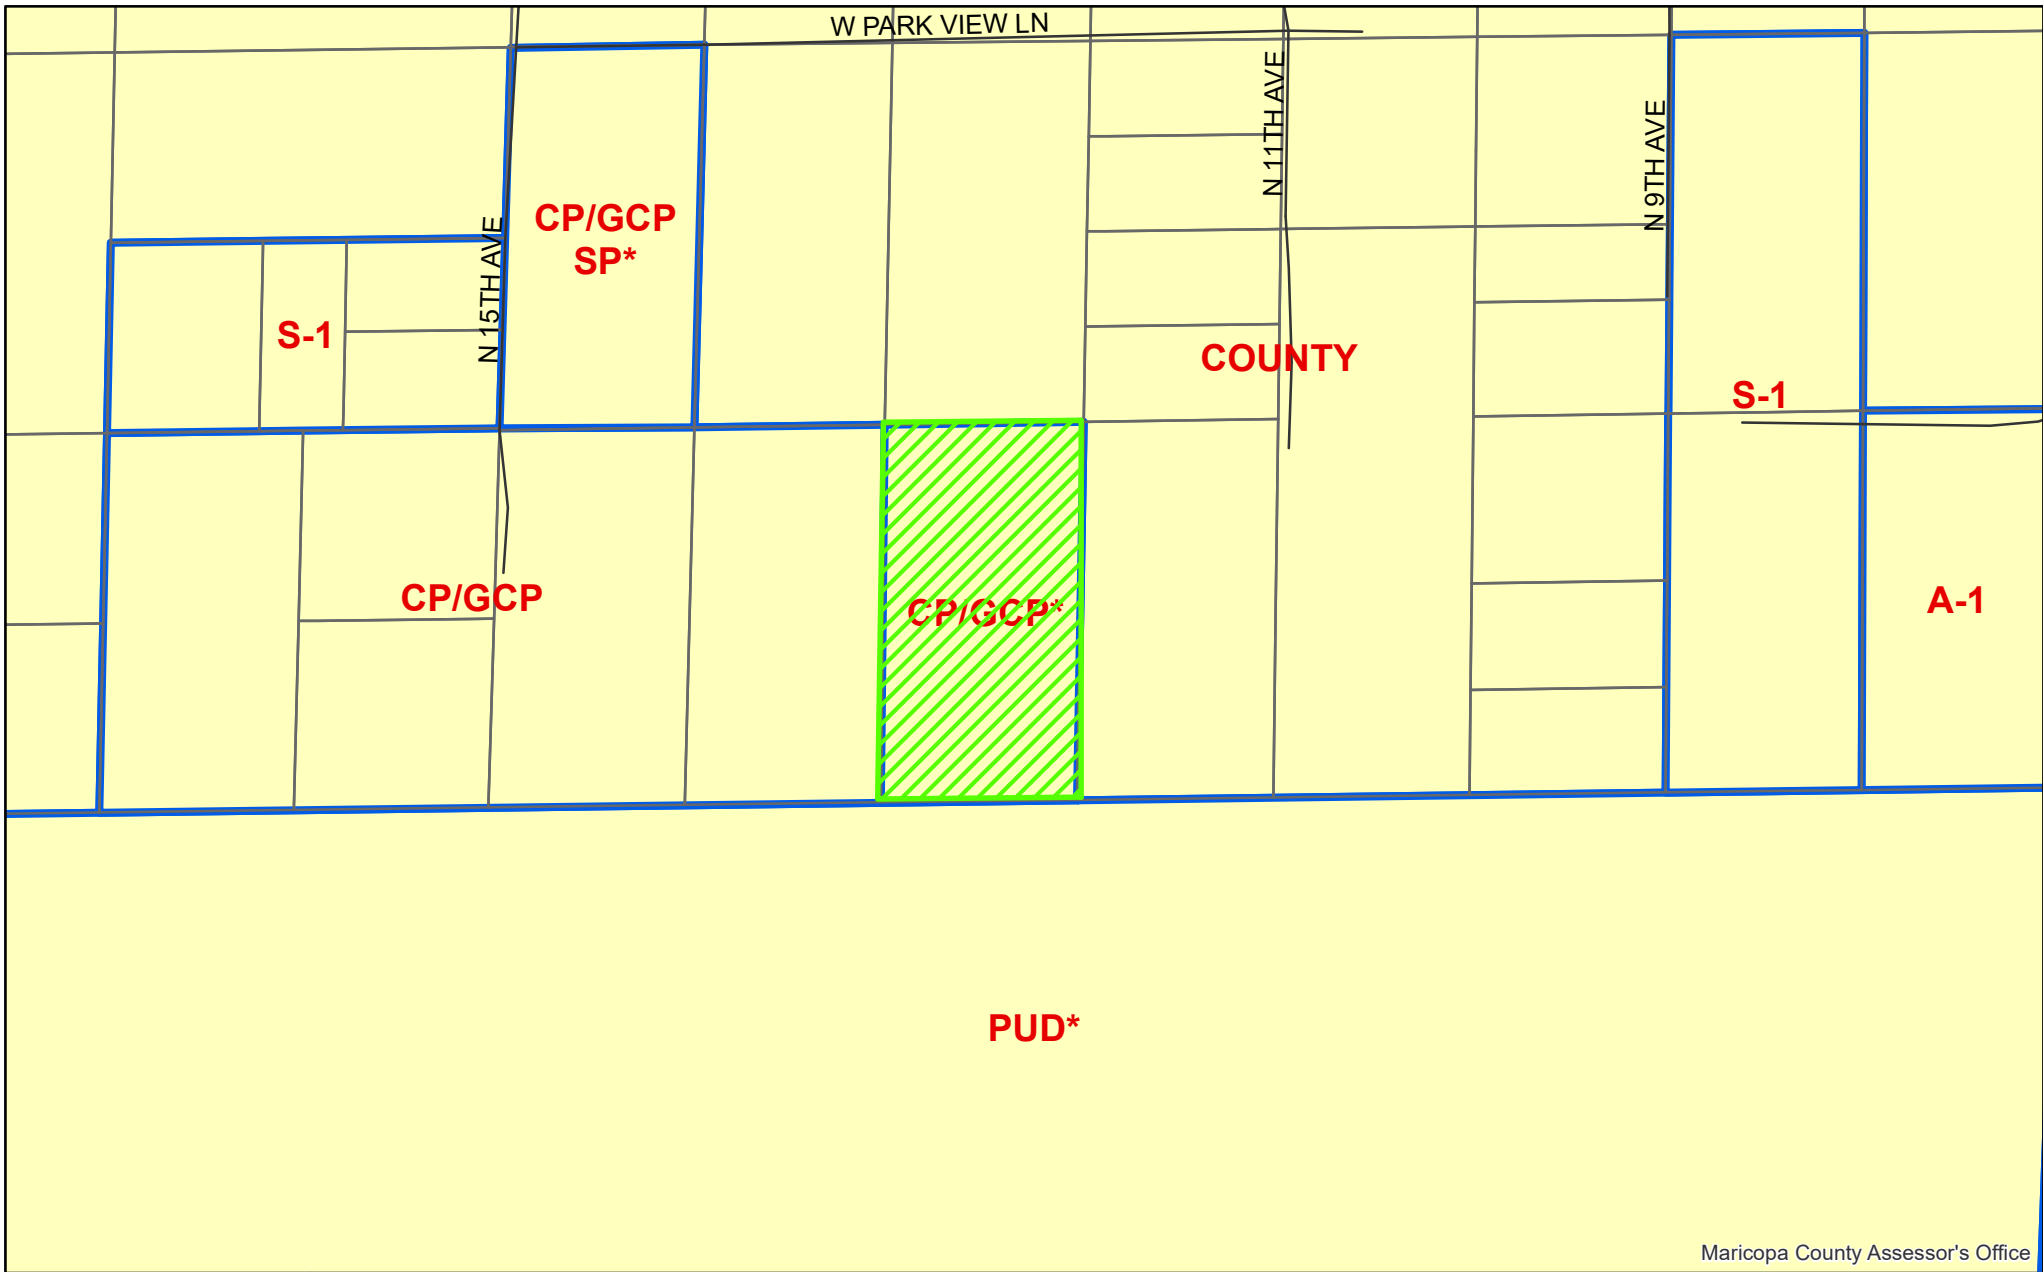 W PARK VIEW LN
N 11TH AVE
N 9TH AVE
CP/GCP
SP*
N 15TH AVE
S-1
COUNTY
S-1
CP/GCP
CP/GCP*
A-1
PUD*
Maricopa County Assessor's Office